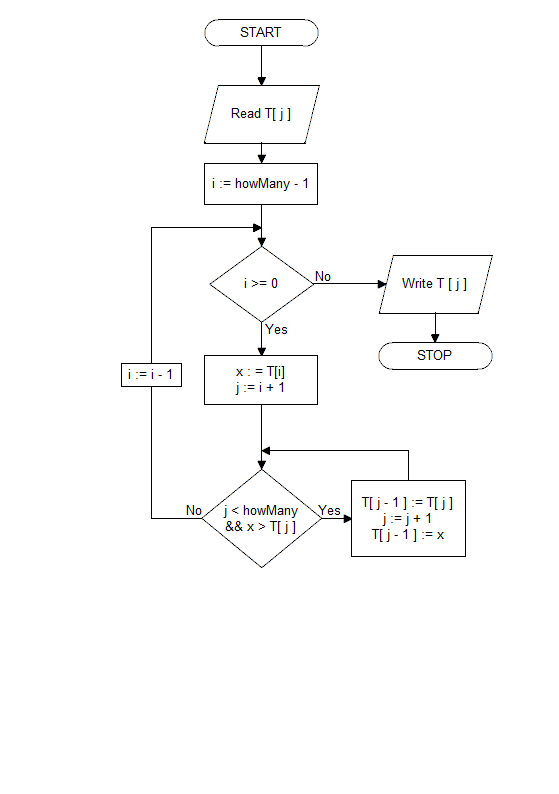 START
Read T[ j ]
i := howMany - 1
i >= 0
No
Write T [ j ]
Yes
STOP
x : = T[i]
j := i + 1
i := i - 1
No
j < howMany
&& x > T[ j ]
Yes
T[ j - 1 ] := T[ j ]
j := j + 1
T[ j - 1 ] := x